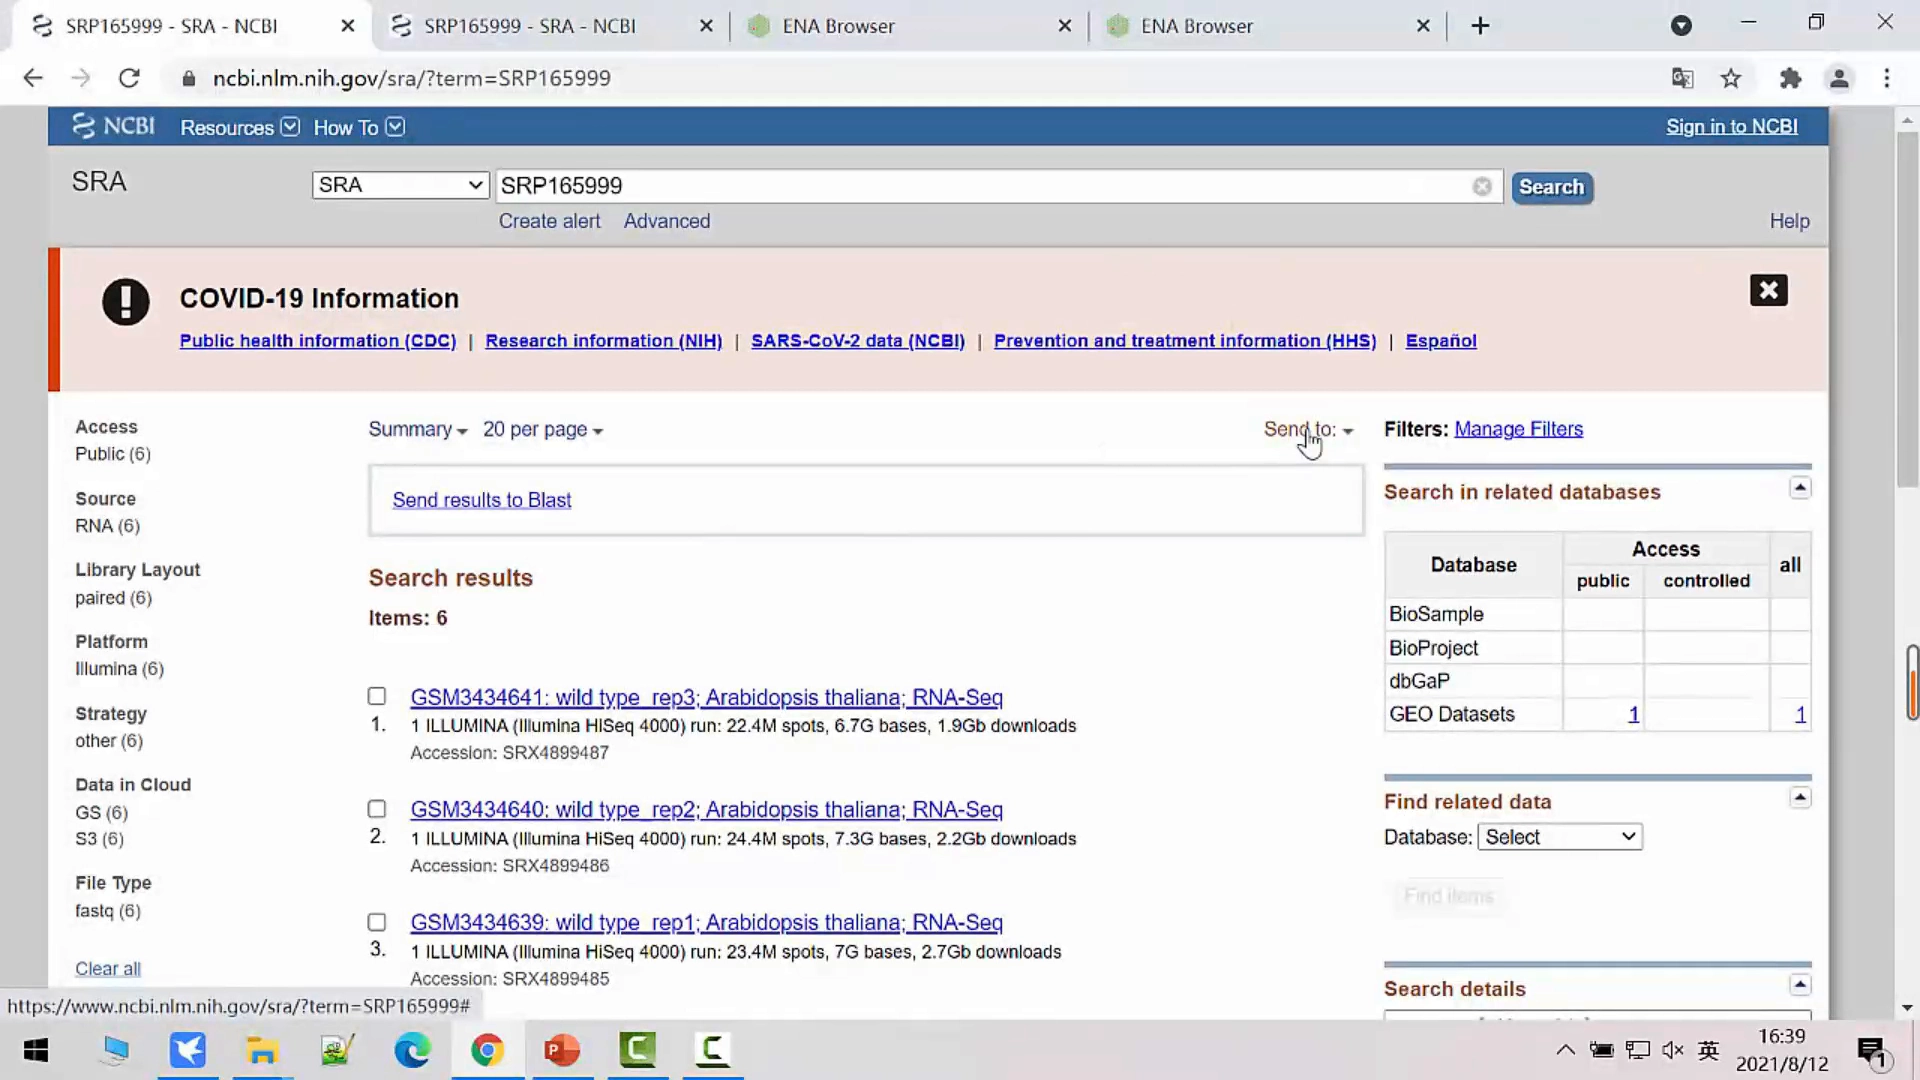 SRP165999 - SRA - NCBI
SRP165999 - SRA - NCBI
ENA Browser
ENA Browser
ncbi.nlm.nih.gov/sra/?term=SRP165999
NCBI Resources How To Sign in to NCBI
SRA SRA SRP165999 Search
Create alert Advanced Help
COVID-19 Information
Public health information (CDC) | Research information (NIH) | SARS-CoV-2 data (NCBI) | Prevention and treatment information (HHS) | Español
Access
Public (6)
Source
RNA (6)
Library Layout
paired (6)
Platform
Illumina (6)
Strategy
other (6)
Data in Cloud
GS (6)
S3 (6)
File Type
fastq (6)
Clear all
Summary 20 per page Send to:
Send results to Blast
Search results
Items: 6
GSM3434641: wild type_rep3; Arabidopsis thaliana; RNA-Seq
1. 1 ILLUMINA (Illumina HiSeq 4000) run: 22.4M spots, 6.7G bases, 1.9Gb downloads
Accession: SRX4899487
GSM3434640: wild type_rep2; Arabidopsis thaliana; RNA-Seq
2. 1 ILLUMINA (Illumina HiSeq 4000) run: 24.4M spots, 7.3G bases, 2.2Gb downloads
Accession: SRX4899486
GSM3434639: wild type_rep1; Arabidopsis thaliana; RNA-Seq
3. 1 ILLUMINA (Illumina HiSeq 4000) run: 23.4M spots, 7G bases, 2.7Gb downloads
Accession: SRX4899485
Filters: Manage Filters
Search in related databases
Database Access all
public controlled
BioSample
BioProject
dbGaP
GEO Datasets 1 1
Find related data
Database: Select
Find items
Search details
https://www.ncbi.nlm.nih.gov/sra/?term=SRP165999#
英
16:39
2021/8/12
1